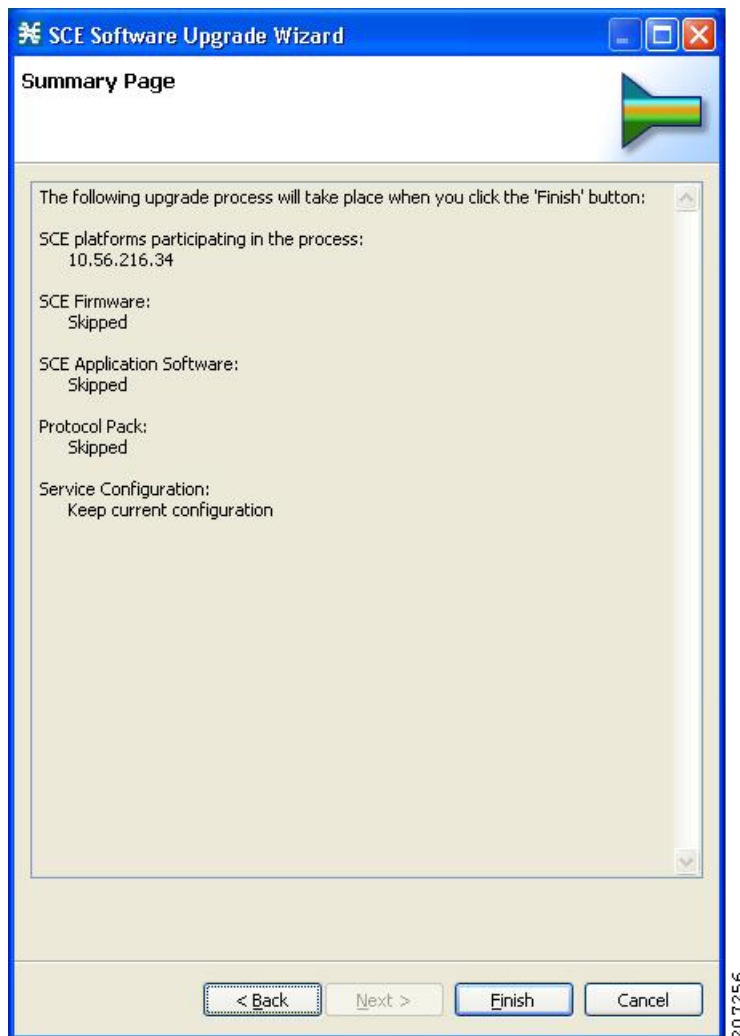 SCE Software Upgrade Wizard
Summary Page
The following upgrade process will take place when you click the 'Finish' button:
SCE platforms participating in the process:
10.56.216.34
SCE Firmware:
Skipped
SCE Application Software:
Skipped
Protocol Pack:
Skipped
Service Configuration:
Keep current configuration
< Back
Next >
Finish
Cancel
207256